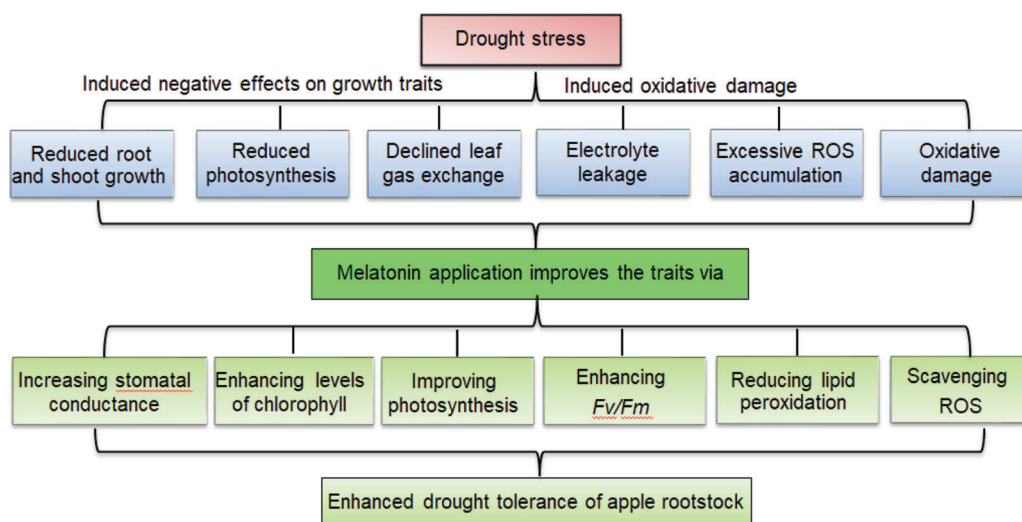 Drought stress
Induced negative effects on growth traits
Induced oxidative damage
Reduced root
and shoot growth
Reduced
photosynthesis
Declined leaf
gas exchange
Electrolyte
leakage
Excessive ROS
accumulation
Oxidative
damage
Melatonin application improves the traits via
Increasing stomatal
conductance
Enhancing levels
of chlorophyll
Improving
photosynthesis
Enhancing
Fv/Fm
Reducing lipid
peroxidation
Scavenging
ROS
Enhanced drought tolerance of apple rootstock